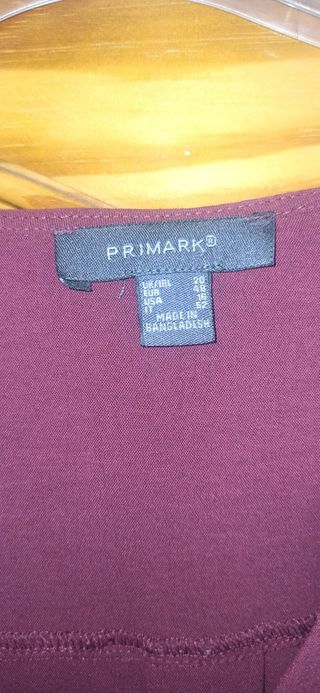 PRIMARK®
UK/IRL 20
EUR 48
USA 16
IT 52
MADE IN
BANGLADESH